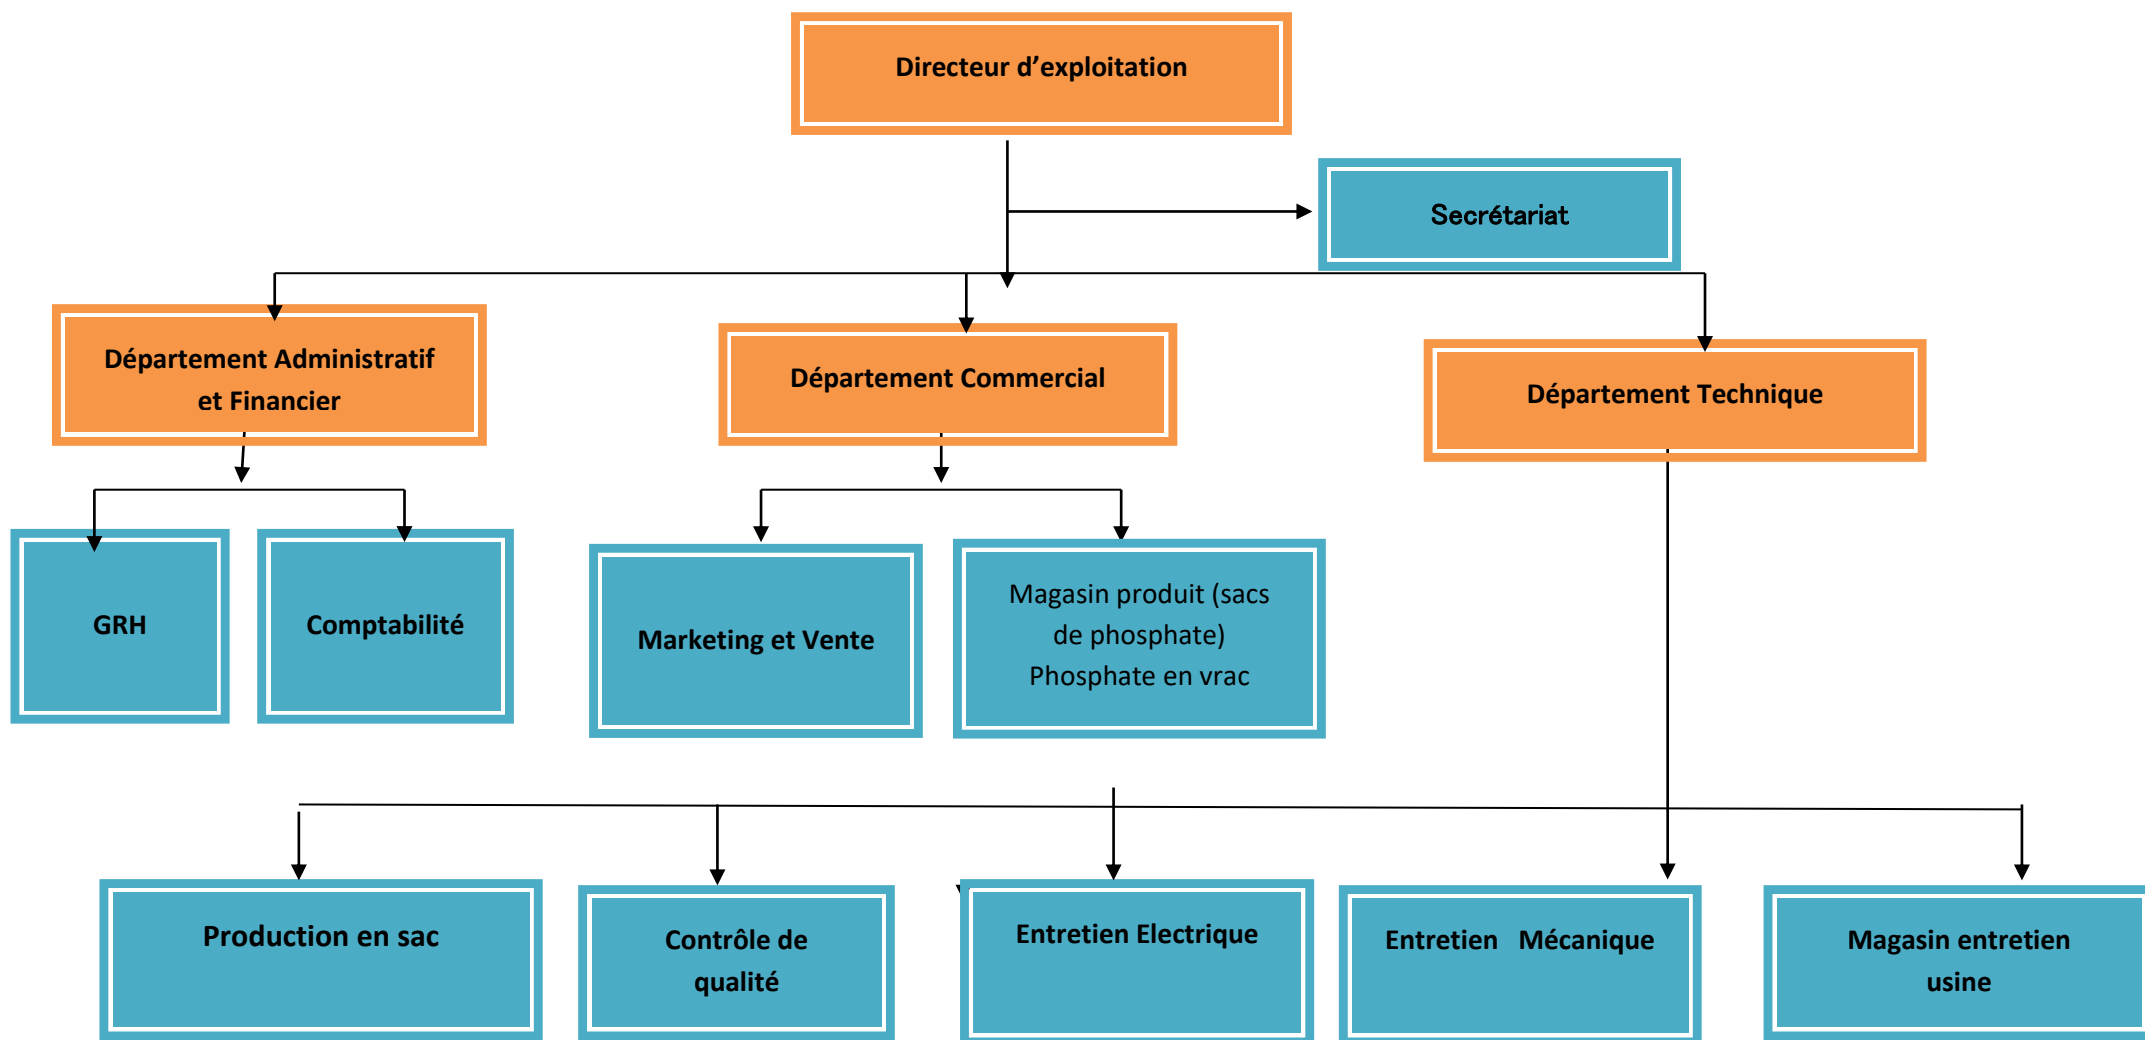 Directeur d’exploitation
Secrétariat
Département Administratif
et Financier
Département Commercial
Département Technique
GRH
Comptabilité
Marketing et Vente
Magasin produit (sacs
de phosphate)
Phosphate en vrac
Production en sac
Contrôle de
qualité
Entretien Electrique
Entretien Mécanique
Magasin entretien
usine